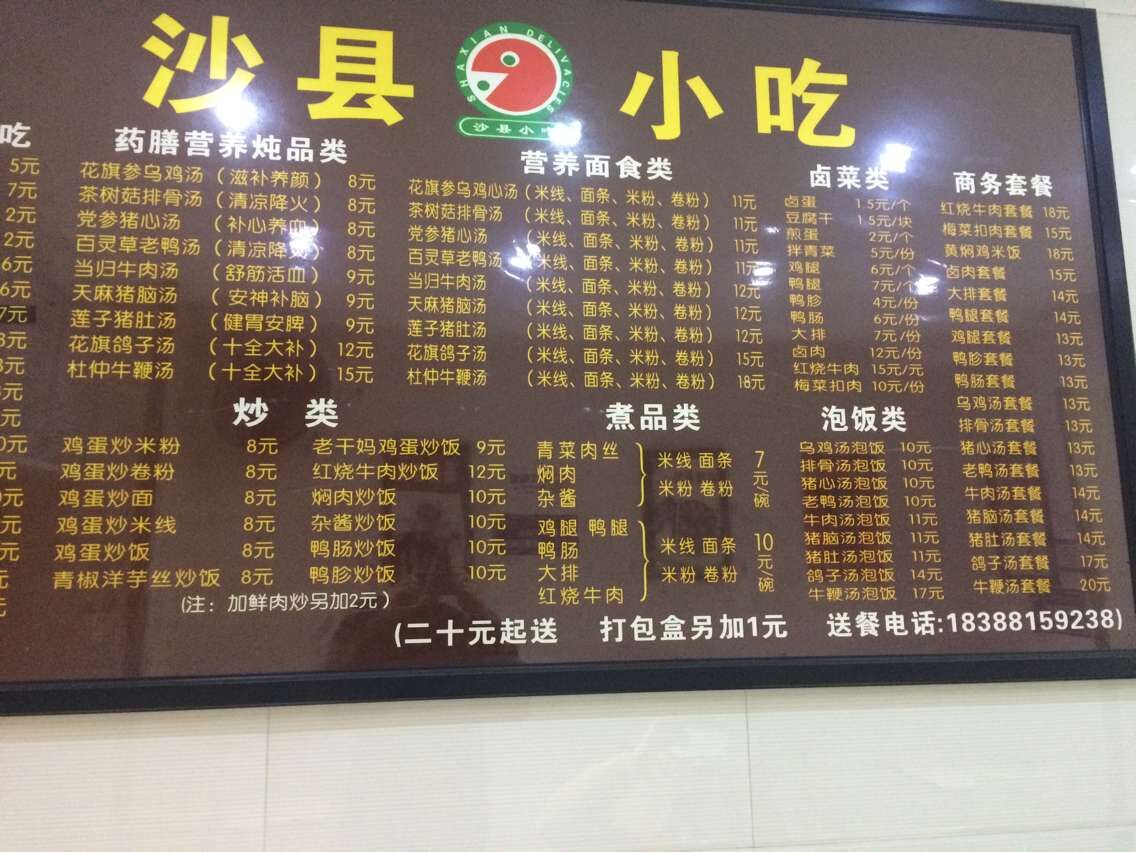 沙县 小吃
SHAXIAN DELIVACIES
沙县小吃
吃
5元
7元
2元
2元
6元
6元
7元
药膳营养炖品类
花旗参乌鸡汤 (滋补养颜) 8元
茶树菇排骨汤 (清凉降火) 8元
党参猪心汤 (补心养血) 8元
百灵草老鸭汤 (清凉降火) 8元
当归牛肉汤 (舒筋活血) 9元
天麻猪脑汤 (安神补脑) 9元
莲子猪肚汤 (健胃安脾) 9元
花旗鸽子汤 (十全大补) 12元
杜仲牛鞭汤 (十全大补) 15元
营养面食类
花旗参乌鸡心汤 (米线、面条、米粉、卷粉) 11元
茶树菇排骨汤 (米线、面条、米粉、卷粉) 11元
党参猪心汤 (米线、面条、米粉、卷粉) 11元
百灵草老鸭汤 (米线、面条、米粉、卷粉) 11元
当归牛肉汤 (米线、面条、米粉、卷粉) 12元
天麻猪脑汤 (米线、面条、米粉、卷粉) 12元
莲子猪肚汤 (米线、面条、米粉、卷粉) 12元
花旗鸽子汤 (米线、面条、米粉、卷粉) 15元
杜仲牛鞭汤 (米线、面条、米粉、卷粉) 18元
卤菜类
卤蛋 1.5元/个
豆腐干 1.5元/块
煎蛋 2元/个
拌青菜 5元/份
鸡腿 6元/个
鸭腿 7元/个
鸭胗 4元/份
鸭肠 6元/份
大排 7元/份
卤肉 12元/份
红烧牛肉 15元/元
梅菜扣肉 10元/份
商务套餐
红烧牛肉套餐 18元
梅菜扣肉套餐 15元
黄焖鸡米饭 18元
卤肉套餐 15元
大排套餐 14元
鸭腿套餐 14元
鸡腿套餐 13元
鸭胗套餐 13元
鸭肠套餐 13元
乌鸡汤套餐 13元
排骨汤套餐 13元
猪心汤套餐 13元
老鸭汤套餐 13元
牛肉汤套餐 14元
猪脑汤套餐 14元
猪肚汤套餐 14元
鸽子汤套餐 17元
牛鞭汤套餐 20元
炒 类
鸡蛋炒米粉 8元 老干妈鸡蛋炒饭 9元
鸡蛋炒卷粉 8元 红烧牛肉炒饭 12元
鸡蛋炒面 8元 焖肉炒饭 10元
鸡蛋炒米线 8元 杂酱炒饭 10元
鸡蛋炒饭 8元 鸭肠炒饭 10元
青椒洋芋丝炒饭 8元 鸭胗炒饭 10元
(注：加鲜肉炒另加2元)
煮品类
青菜肉丝
焖肉
杂酱
米线 面条
米粉 卷粉
7元碗
鸡腿 鸭腿
鸭肠
大排
红烧牛肉
米线 面条
米粉 卷粉
10元碗
泡饭类
乌鸡汤泡饭 10元
排骨汤泡饭 10元
猪心汤泡饭 10元
老鸭汤泡饭 10元
牛肉汤泡饭 11元
猪脑汤泡饭 11元
猪肚汤泡饭 11元
鸽子汤泡饭 14元
牛鞭汤泡饭 17元
(二十元起送 打包盒另加1元 送餐电话:18388159238)